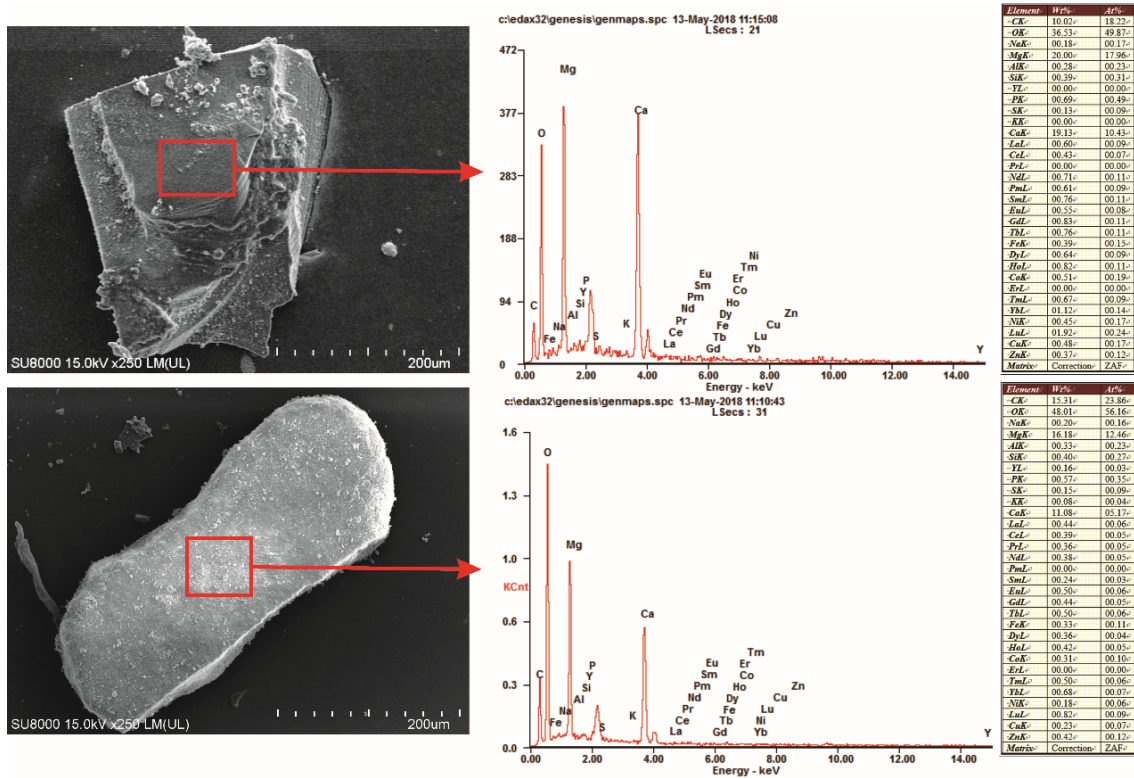 c:\edax32\genesis\genmaps.spc 13-May-2018 11:15:08
LSecs : 21
472
377
283
188
94
0
C
O
Fe
Na
Mg
Al
Si
Y
P
S
K
Ca
La
Ce
Pr
Nd
Pm
Sm
Eu
Gd
Tb
Fe
Dy
Ho
Co
Er
Tm
Ni
Yb
Lu
Cu
Zn
Y
0.00 2.00 4.00 6.00 8.00 10.00 12.00 14.00
Energy - keV
SU8000 15.0kV x250 LM(UL) 200um
Element Wt% At%
CK 10.02 18.22
OK 36.53 49.87
NaK 00.18 00.17
MgK 20.00 17.96
AlK 00.28 00.23
SiK 00.39 00.31
YL 00.00 00.00
PK 00.69 00.49
SK 00.13 00.09
KK 00.00 00.00
CaK 19.13 10.43
LaL 00.60 00.09
CeL 00.43 00.07
PrL 00.00 00.00
NdL 00.71 00.11
PmL 00.61 00.09
SmL 00.76 00.11
EuL 00.55 00.08
GdL 00.83 00.11
TbL 00.76 00.11
FeK 00.39 00.15
DyL 00.64 00.09
HoL 00.82 00.11
CoK 00.51 00.19
ErL 00.00 00.00
TmL 00.67 00.09
YbL 01.12 00.14
NiK 00.45 00.17
LuL 01.92 00.24
CuK 00.48 00.17
ZnK 00.37 00.12
Matrix Correction ZAF
c:\edax32\genesis\genmaps.spc 13-May-2018 11:10:43
LSecs : 31
1.6
1.3
1.0
KCnt
0.6
0.3
0.0
C
O
Fe
Na
Mg
Al
Si
Y
P
S
K
Ca
La
Ce
Pr
Nd
Pm
Sm
Eu
Gd
Tb
Fe
Dy
Ho
Co
Er
Tm
Yb
Ni
Lu
Cu
Zn
Y
0.00 2.00 4.00 6.00 8.00 10.00 12.00 14.00
Energy - keV
SU8000 15.0kV x250 LM(UL) 200um
Element Wt% At%
CK 15.31 23.86
OK 48.01 56.16
NaK 00.20 00.16
MgK 16.18 12.46
AlK 00.33 00.23
SiK 00.40 00.27
YL 00.16 00.03
PK 00.57 00.35
SK 00.15 00.09
KK 00.08 00.04
CaK 11.08 05.17
LaL 00.44 00.06
CeL 00.39 00.05
PrL 00.36 00.05
NdL 00.38 00.05
PmL 00.00 00.00
SmL 00.24 00.03
EuL 00.50 00.06
GdL 00.44 00.05
TbL 00.50 00.06
FeK 00.33 00.11
DyL 00.36 00.04
HoL 00.42 00.05
CoK 00.31 00.10
ErL 00.00 00.00
TmL 00.50 00.06
YbL 00.68 00.07
NiK 00.18 00.06
LuL 00.82 00.09
CuK 00.23 00.07
ZnK 00.42 00.12
Matrix Correction ZAF